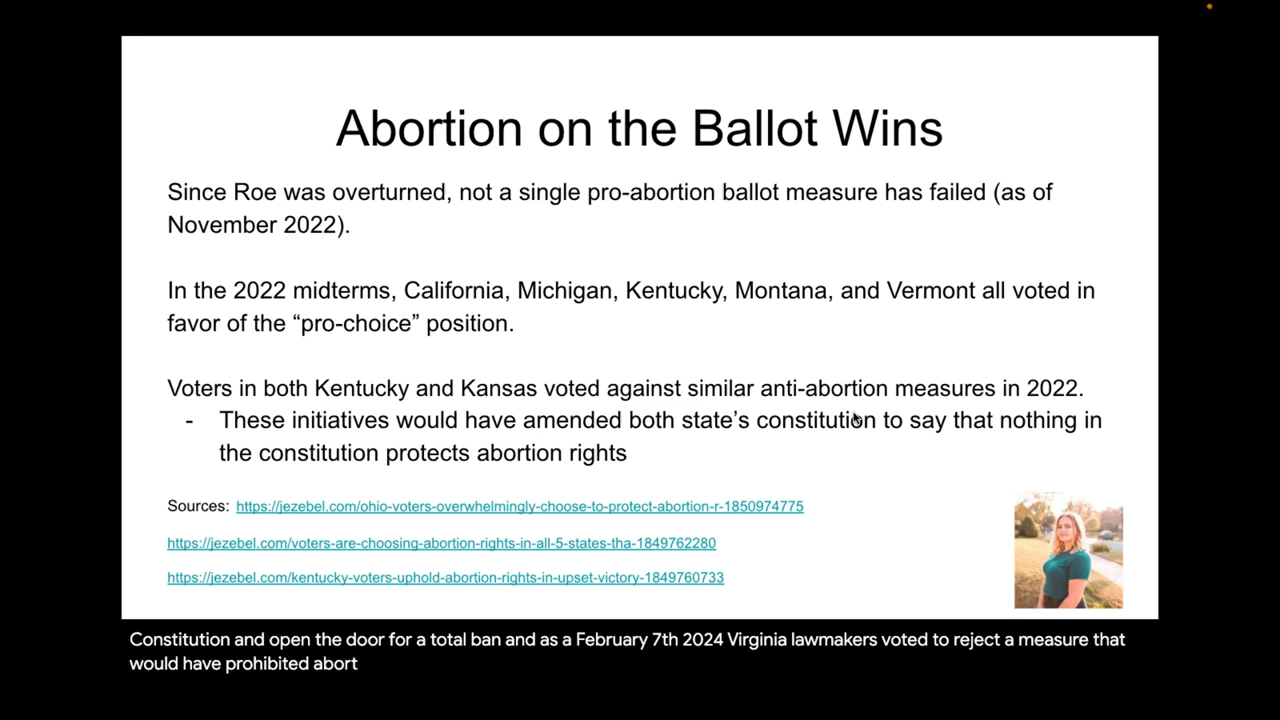 Abortion on the Ballot Wins
Since Roe was overturned, not a single pro-abortion ballot measure has failed (as of
November 2022).
In the 2022 midterms, California, Michigan, Kentucky, Montana, and Vermont all voted in
favor of the “pro-choice” position.
Voters in both Kentucky and Kansas voted against similar anti-abortion measures in 2022.
- These initiatives would have amended both state’s constitution to say that nothing in
the constitution protects abortion rights
Sources: https://jezebel.com/ohio-voters-overwhelmingly-choose-to-protect-abortion-r-1850974775
https://jezebel.com/voters-are-choosing-abortion-rights-in-all-5-states-tha-1849762280
https://jezebel.com/kentucky-voters-uphold-abortion-rights-in-upset-victory-1849760733
Constitution and open the door for a total ban and as a February 7th 2024 Virginia lawmakers voted to reject a measure that
would have prohibited abort